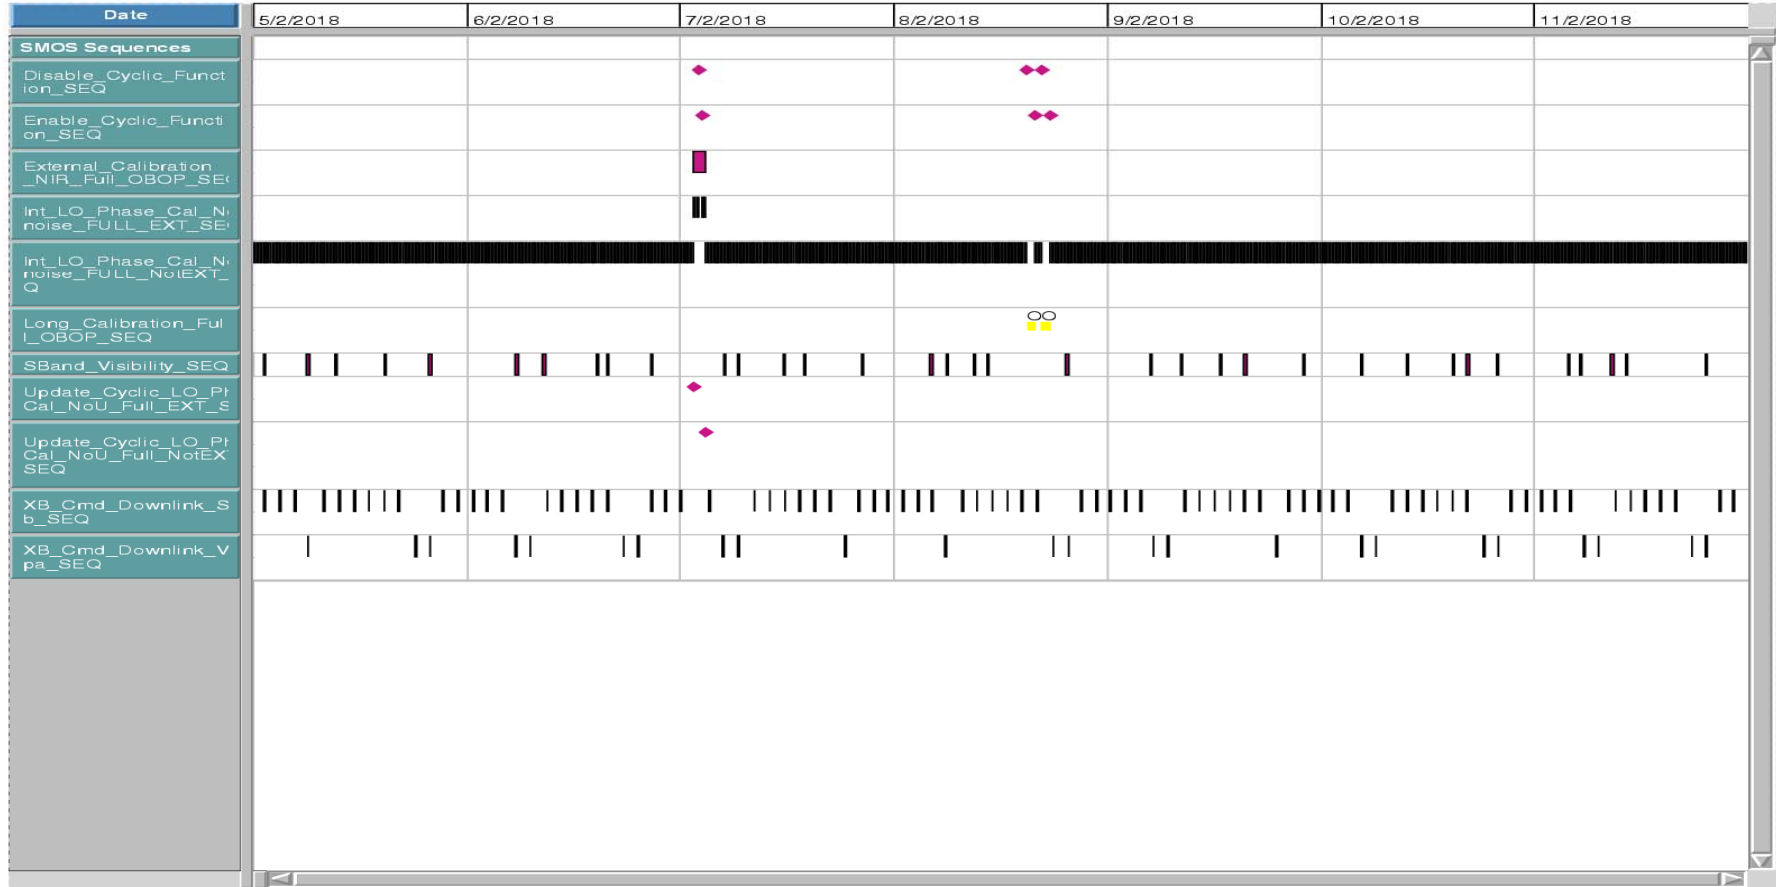 Date
5/2/2018 6/2/2018 7/2/2018 8/2/2018 9/2/2018 10/2/2018 11/2/2018
SMOS Sequences
Disable_Cyclic_Funct
ion_SEQ
Enable_Cyclic_Functi
on_SEQ
External_Calibration
_NIR_Full_OBOP_SE
Int_LO_Phase_Cal_N
noise_FULL_EXT_SE
Int_LO_Phase_Cal_N
noise_FULL_NotEXT_
Q
Long_Calibration_Ful
l_OBOP_SEQ
SBand_Visibility_SEQ
Update_Cyclic_LO_Ph
Cal_NoU_Full_EXT_S
Update_Cyclic_LO_Ph
Cal_NoU_Full_NotEX
SEQ
XB_Cmd_Downlink_S
b_SEQ
XB_Cmd_Downlink_V
pa_SEQ